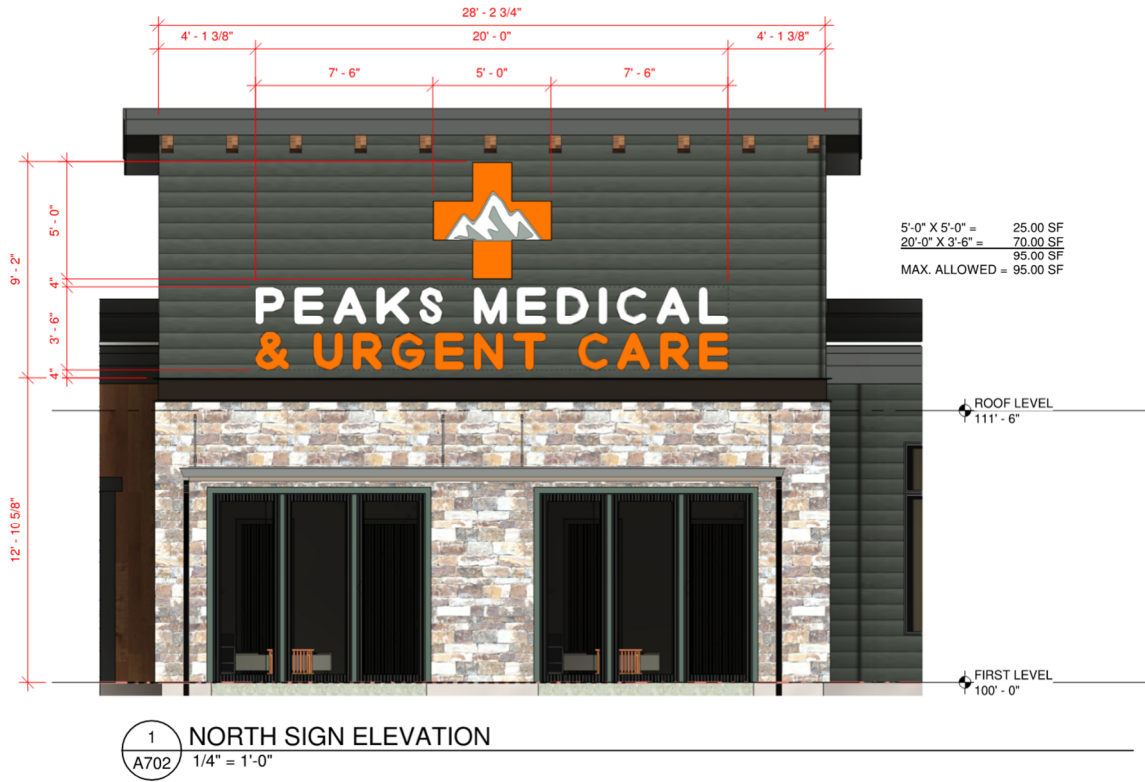 28' - 2 3/4"
4' - 1 3/8"
20' - 0"
4' - 1 3/8"
7' - 6"
5' - 0"
7' - 6"
9' - 2"
5' - 0"
4"
3' - 6"
4"
12' - 10 5/8"
PEAKS MEDICAL
& URGENT CARE
5'-0" X 5'-0" = 25.00 SF
20'-0" X 3'-6" = 70.00 SF
95.00 SF
MAX. ALLOWED = 95.00 SF
ROOF LEVEL
111' - 6"
FIRST LEVEL
100' - 0"
1
A702
NORTH SIGN ELEVATION
1/4" = 1'-0"